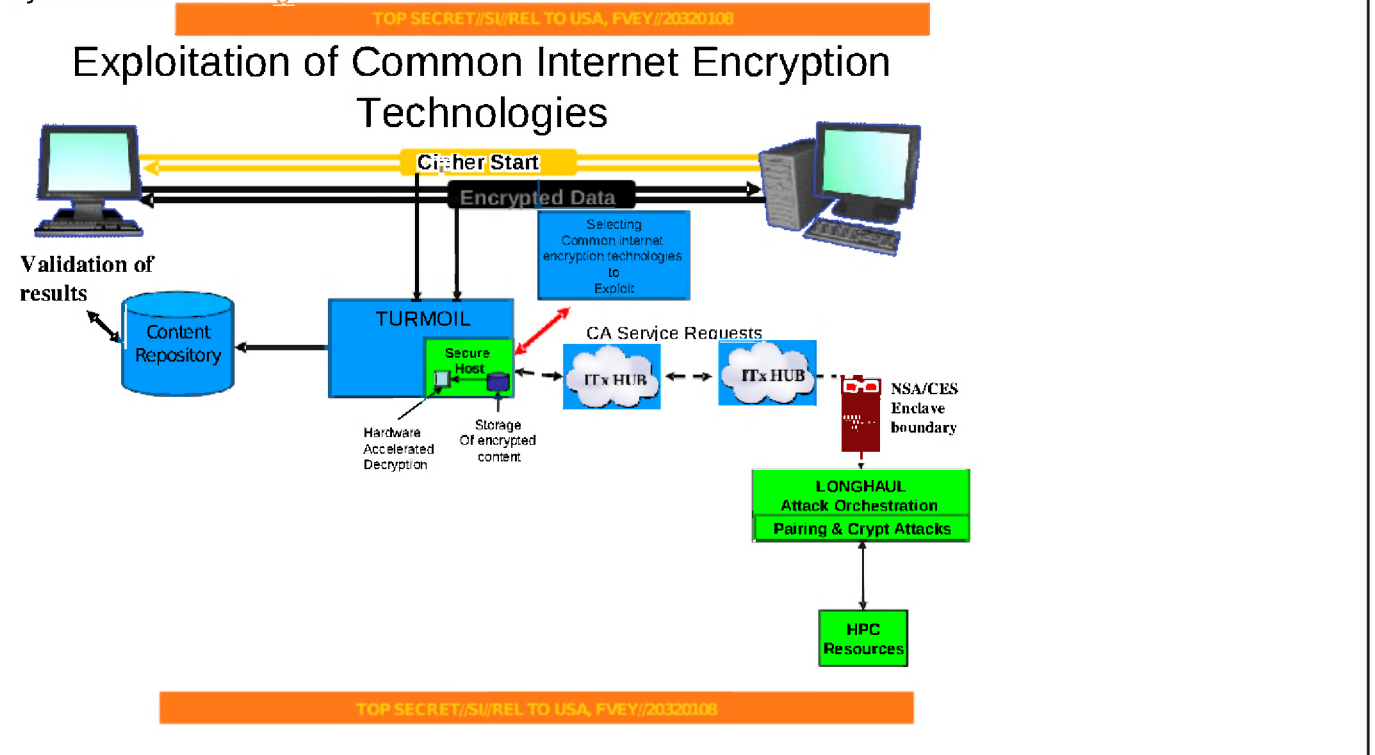 TOP SECRET//SI//REL TO USA, FVEY//20320108
Exploitation of Common Internet Encryption
Technologies
Cipher Start
Encrypted Data
Selecting
Common internet
encryption technologies
to
Exploit
Validation of
results
Content
Repository
TURMOIL
Secure
Host
CA Service Requests
ITx HUB
ITx HUB
NSA/CES
Enclave
boundary
Hardware
Accelerated
Decryption
Storage
Of encrypted
content
LONGHAUL
Attack Orchestration
Pairing & Crypt Attacks
HPC
Resources
TOP SECRET//SI//REL TO USA, FVEY//20320108